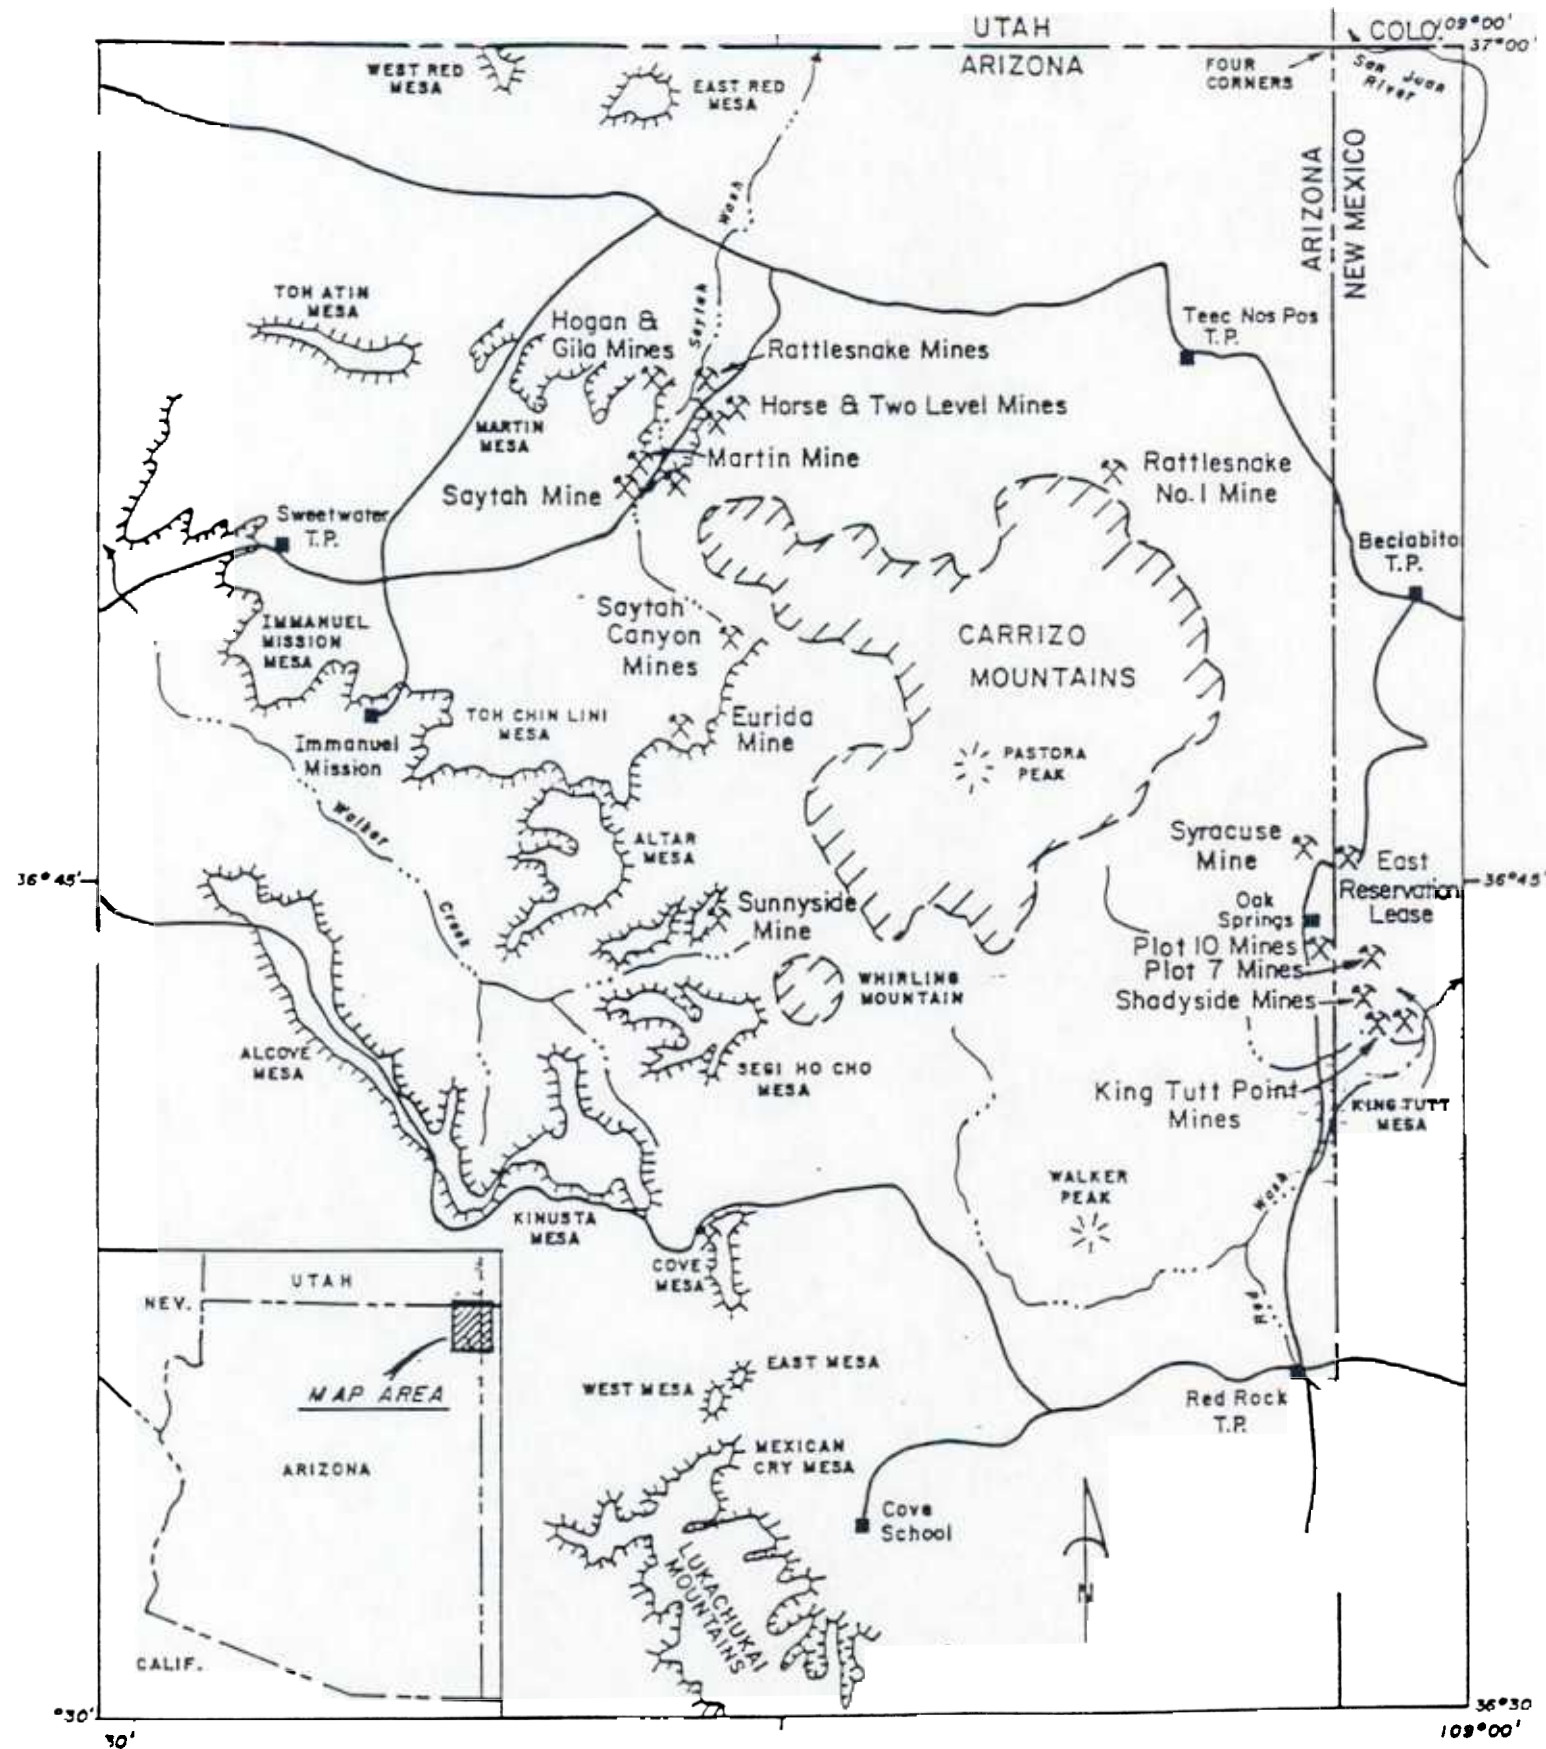 UTAH
COLO.
109°00'
37°00'
ARIZONA
FOUR
CORNERS
San Juan
River
WEST RED
MESA
EAST RED
MESA
Wash
ARIZONA
NEW MEXICO
TOH ATIN
MESA
Saytah
Hogan &
Gila Mines
Rattlesnake Mines
Teec Nos Pos
T.P.
Horse & Two Level Mines
MARTIN
MESA
Martin Mine
Saytah Mine
Rattlesnake
No. 1 Mine
Sweetwater
T.P.
Beclabito
T.P.
IMMANUEL
MISSION
MESA
Saytah
Canyon
Mines
CARRIZO
MOUNTAINS
TOH CHIN LINI
MESA
Eurida
Mine
Immanuel
Mission
PASTORA
PEAK
Walker
Creek
ALTAR
MESA
Syracuse
Mine
East
Reservation
Lease
36°45'
36°45'
Oak
Springs
Sunnyside
Mine
Plot 10 Mines
Plot 7 Mines
Shadyside Mines
WHIRLING
MOUNTAIN
ALCOVE
MESA
SEGI HO CHO
MESA
King Tutt Point
Mines
KING TUTT
MESA
WALKER
PEAK
Wash
Red
KINUSTA
MESA
COVE
MESA
UTAH
NEV.
MAP AREA
ARIZONA
CALIF.
EAST MESA
WEST MESA
Red Rock
T.P.
MEXICAN
CRY MESA
Cove
School
LUKACHUKAI
MOUNTAINS
N
°30'
30'
36°30
109°00'